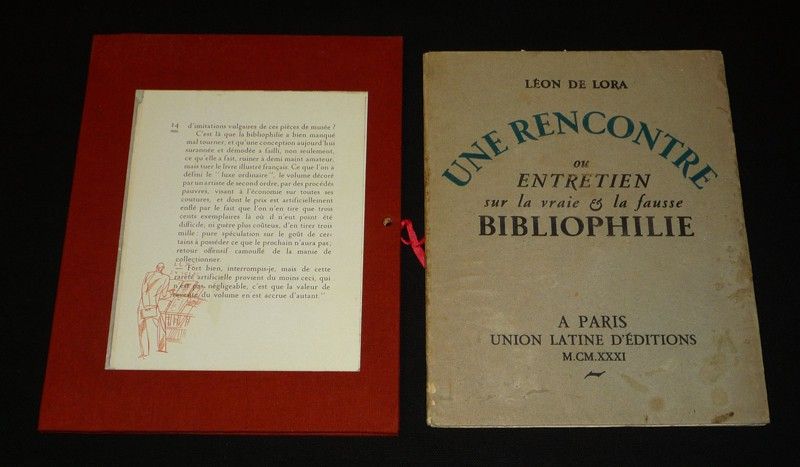 14
d'imitations vulgaires de ces pièces de musée ?
C'est là que la bibliophilie a bien manqué
mal tourner, et qu'une conception aujourd'hui
surannée et démodée a failli, non seulement,
ce qu'elle a fait, ruiner à demi maint amateur,
mais tuer le livre illustré français. Ce que l'on a
défini le " luxe ordinaire ", le volume décoré
par un artiste de second ordre, par des procédés
pauvres, visant à l'économie sur toutes ses
coutures, et dont le prix est artificiellement
enflé par le fait que l'on n'en tire que trois
cents exemplaires là où il n'eut point été
difficile, ni guère plus coûteux, d'en tirer trois
mille : pure spéculation sur le goût de cer-
tains à posséder ce que le prochain n'aura pas;
retour offensif camouflé de la manie de
collectionner.
Fort bien, interrompis-je, mais de cette
rareté artificielle provient du moins ceci, qui
n'est pas négligeable, c'est que la valeur de
revente du volume en est accrue d'autant "
LÉON DE LORA
UNE RENCONTRE
ou
ENTRETIEN
sur la vraie & la fausse
BIBLIOPHILIE
A PARIS
UNION LATINE D'ÉDITIONS
M.CM.XXXI